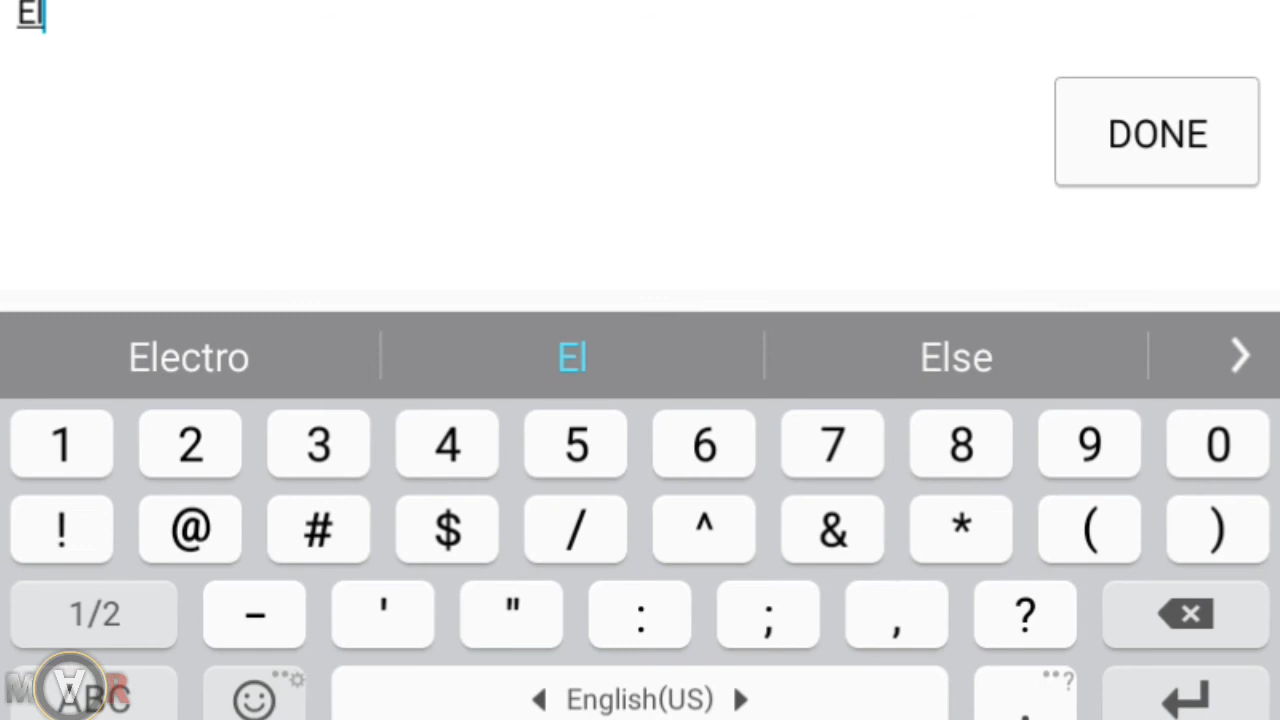 El
DONE
Electro El Else
1 2 3 4 5 6 7 8 9 0
! @ # $ / ^ & * ( )
1/2 - ' " : ; , ?
ABC English(US) .
MAR